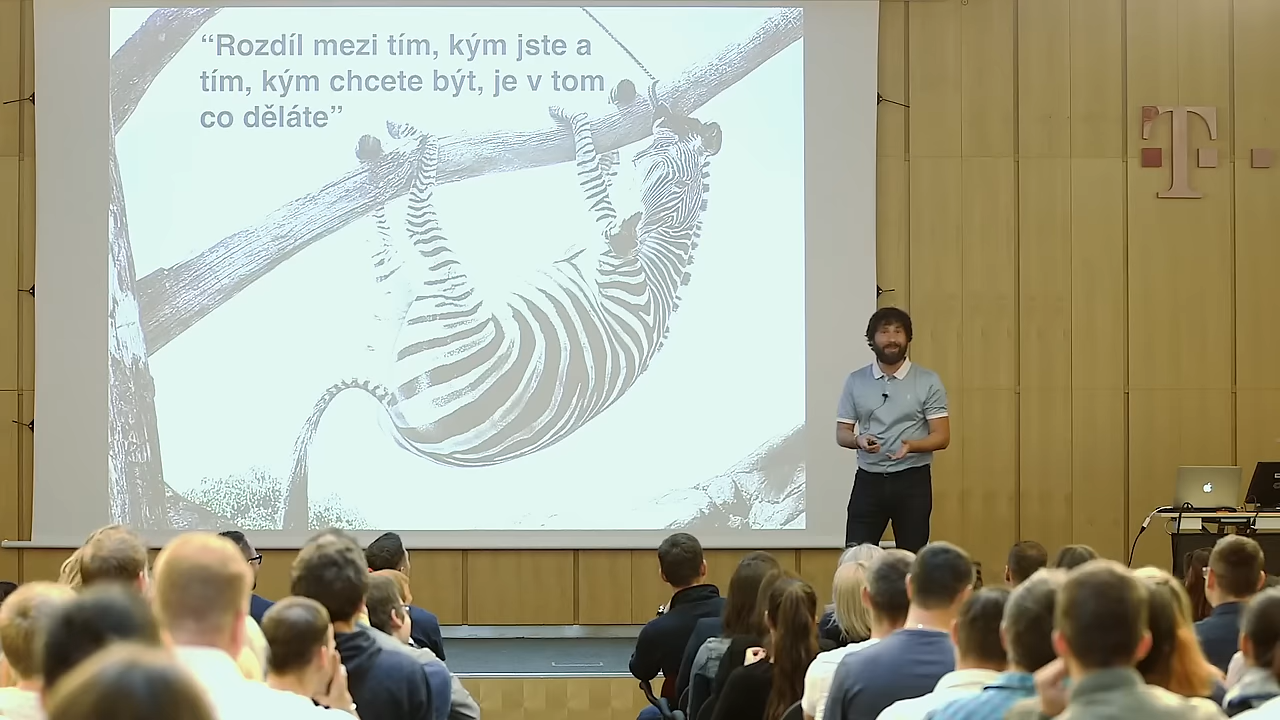 “Rozdíl mezi tím, kým jste a
tím, kým chcete být, je v tom
co děláte”
T